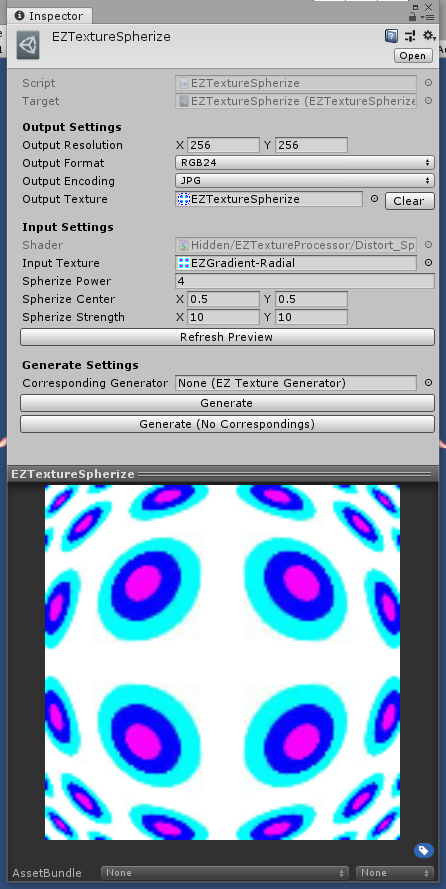 Inspector
EZTextureSpherize
Open
Script EZTextureSpherize
Target EZTextureSpherize (EZTextureSpherize
Output Settings
Output Resolution X 256 Y 256
Output Format RGB24
Output Encoding JPG
Output Texture EZTextureSpherize Clear
Input Settings
Shader Hidden/EZTextureProcessor/Distort_Sp
Input Texture EZGradient-Radial
Spherize Power 4
Spherize Center X 0.5 Y 0.5
Spherize Strength X 10 Y 10
Refresh Preview
Generate Settings
Corresponding Generator None (EZ Texture Generator)
Generate
Generate (No Correspondings)
EZTextureSpherize
AssetBundle None None